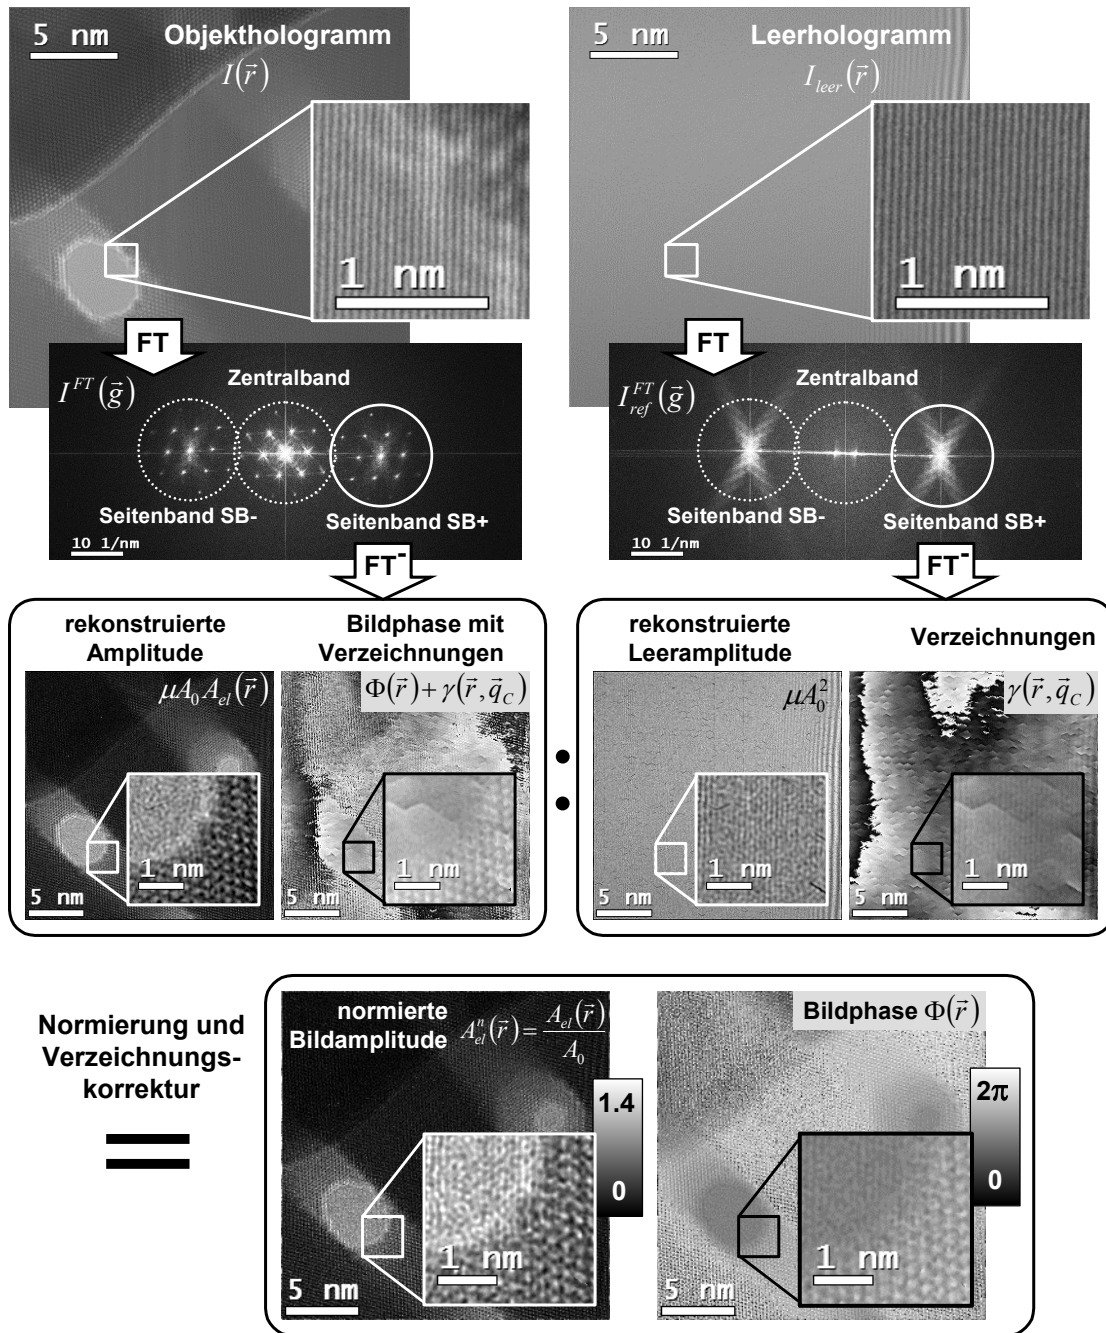 5 nm
Objekthologramm
I(r⃗)
1 nm
5 nm
Leerhologramm
I_leer(r⃗)
1 nm
FT
I^FT(g⃗)
Zentralband
Seitenband SB-
Seitenband SB+
10 1/nm
FT
I_ref^FT(g⃗)
Zentralband
Seitenband SB-
Seitenband SB+
10 1/nm
FT⁻
FT⁻
rekonstruierte
Amplitude
μA₀A_el(r⃗)
1 nm
5 nm
Bildphase mit
Verzeichnungen
Φ(r⃗)+γ(r⃗,q⃗_C)
1 nm
5 nm
:
rekonstruierte
Leeramplitude
μA₀²
1 nm
5 nm
Verzeichnungen
γ(r⃗,q⃗_C)
1 nm
5 nm
Normierung und
Verzeichnungs-
korrektur
=
normierte
Bildamplitude A_el^n(r⃗)=A_el(r⃗)/A₀
1.4
0
1 nm
5 nm
Bildphase Φ(r⃗)
2π
0
1 nm
5 nm